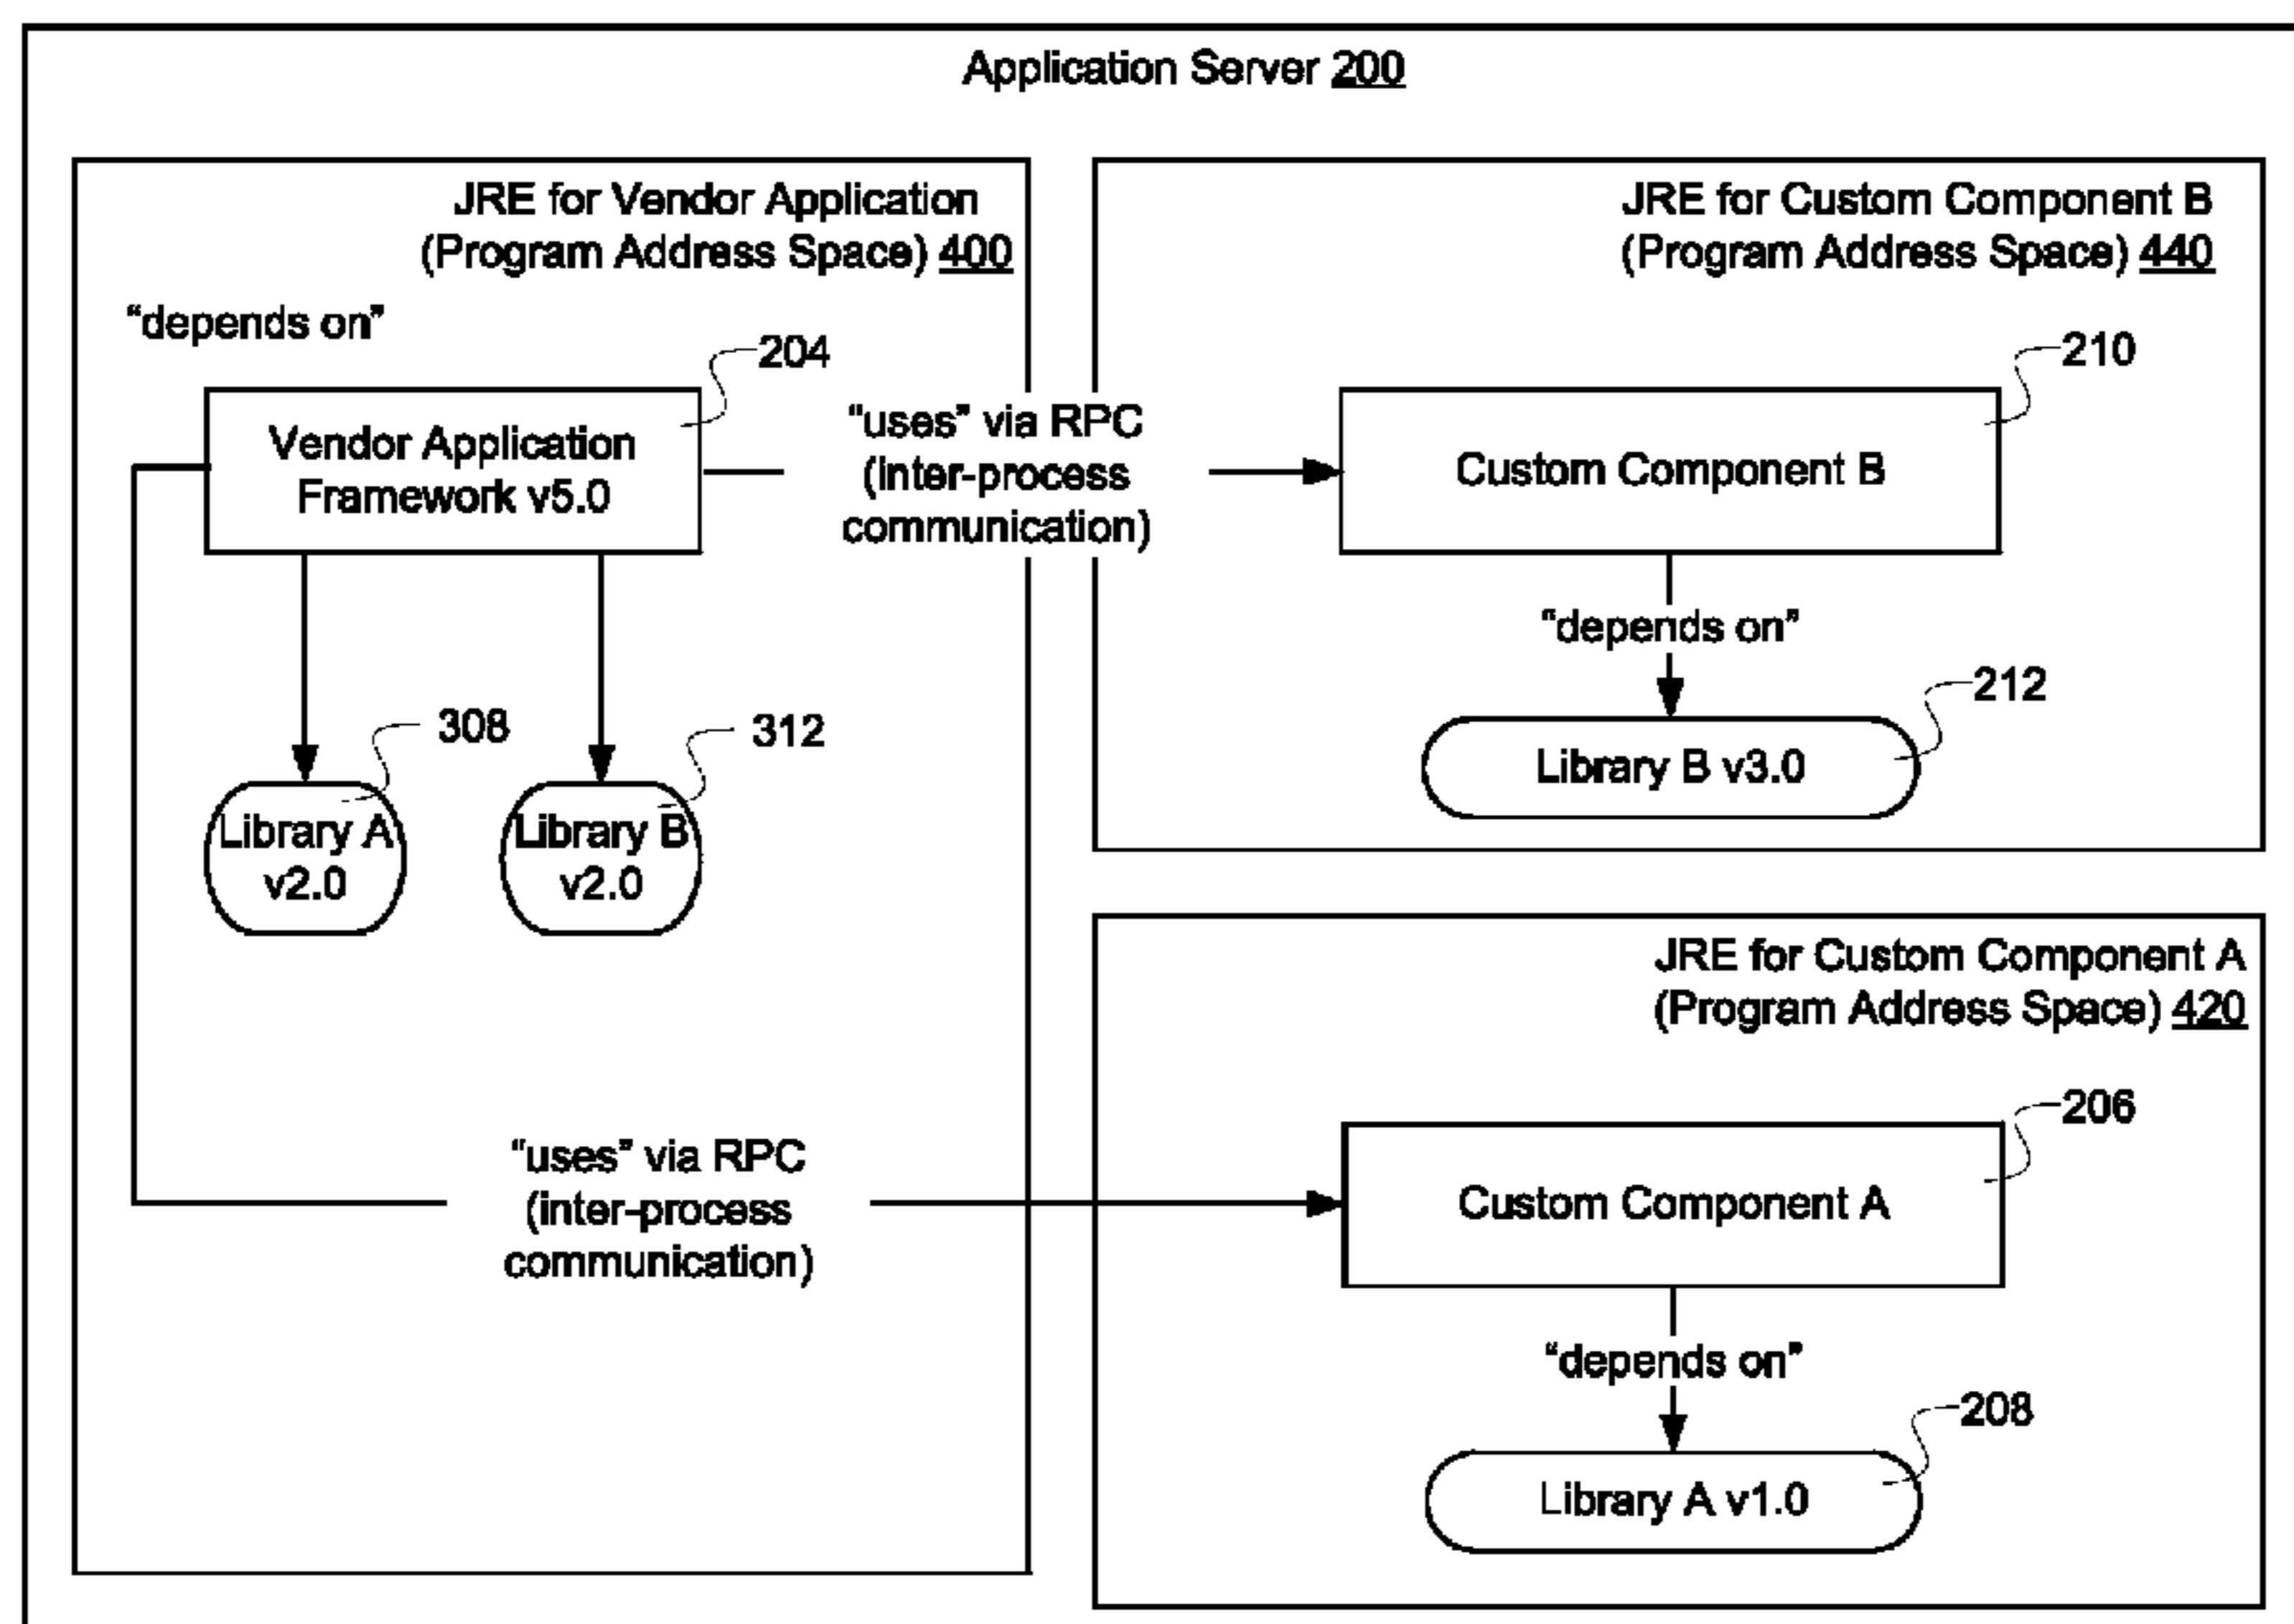 Application Server 200
JRE for Vendor Application
(Program Address Space) 400
“depends on”
204
Vendor Application
Framework v5.0
“uses” via RPC
(inter-process
communication)
308
312
Library A
v2.0
Library B
v2.0
“uses” via RPC
(inter-process
communication)
JRE for Custom Component B
(Program Address Space) 440
210
Custom Component B
“depends on”
212
Library B v3.0
JRE for Custom Component A
(Program Address Space) 420
206
Custom Component A
“depends on”
208
Library A v1.0